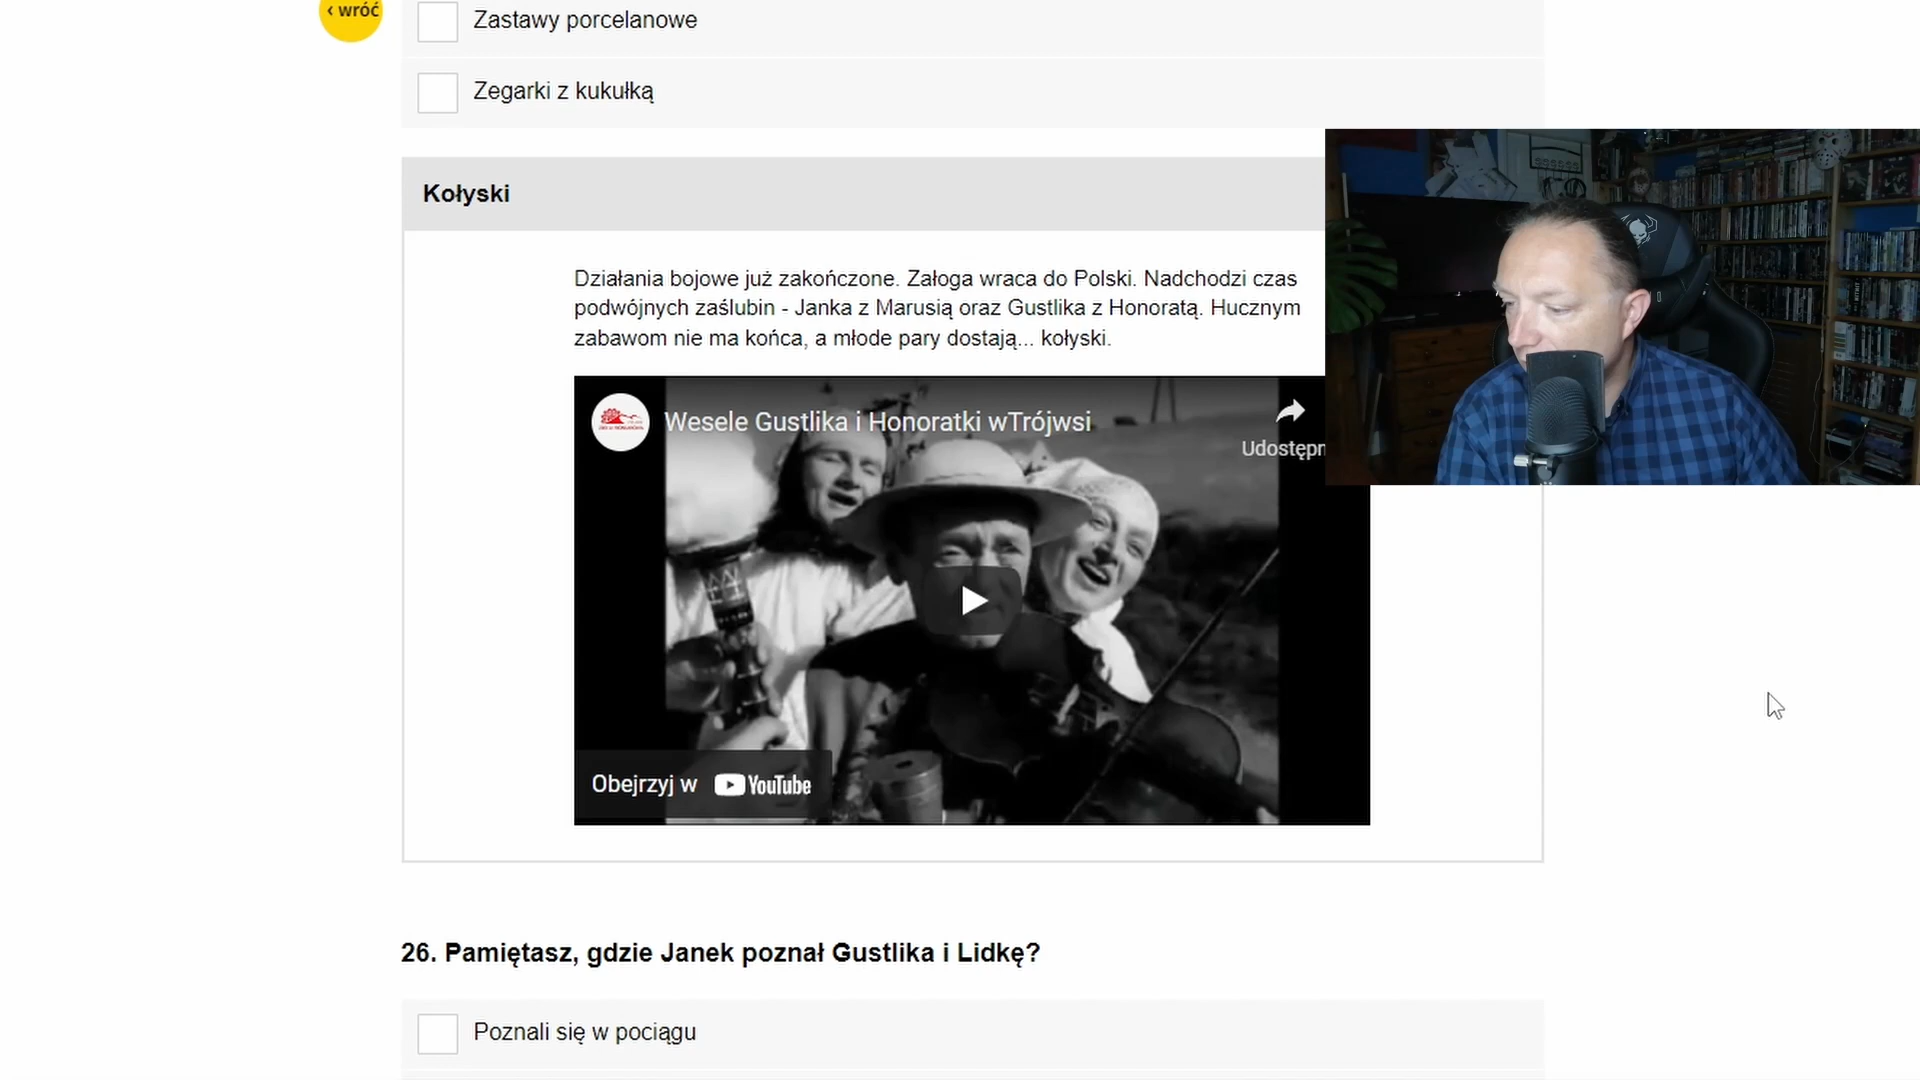 ‹ wróć
Zastawy porcelanowe
Zegarki z kukułką
Kołyski
Działania bojowe już zakończone. Załoga wraca do Polski. Nadchodzi czas
podwójnych zaślubin - Janka z Marusią oraz Gustlika z Honoratą. Hucznym
zabawom nie ma końca, a młode pary dostają... kołyski.
Wesele Gustlika i Honoratki wTrójwsi
Udostępn
Obejrzyj w YouTube
26. Pamiętasz, gdzie Janek poznał Gustlika i Lidkę?
Poznali się w pociągu